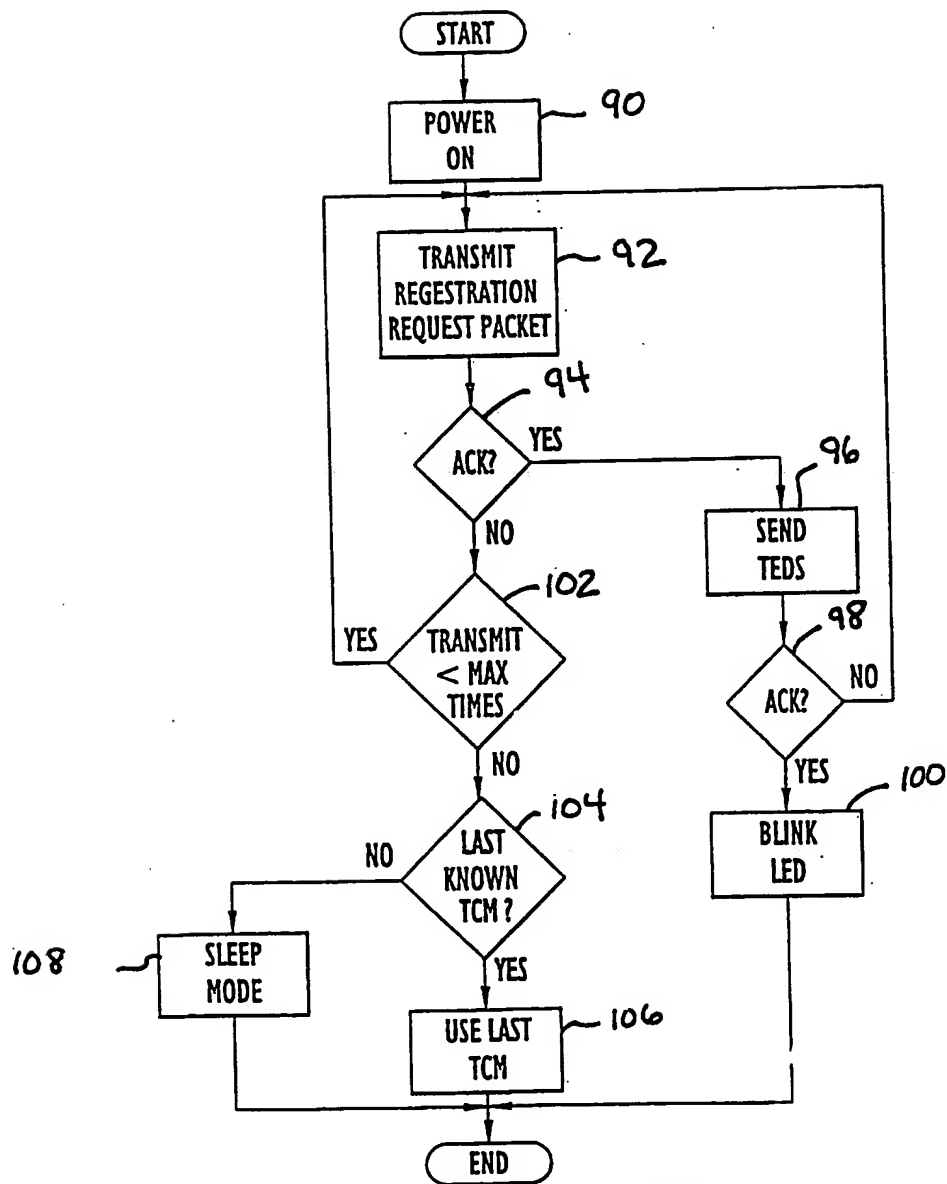 START
POWER
ON
90
TRANSMIT
REGESTRATION
REQUEST PACKET
92
94
ACK?
YES
NO
96
SEND
TEDS
102
YES
TRANSMIT
< MAX
TIMES
NO
98
ACK?
NO
YES
104
LAST
KNOWN
TCM?
NO
YES
100
BLINK
LED
108
SLEEP
MODE
USE LAST
TCM
106
END